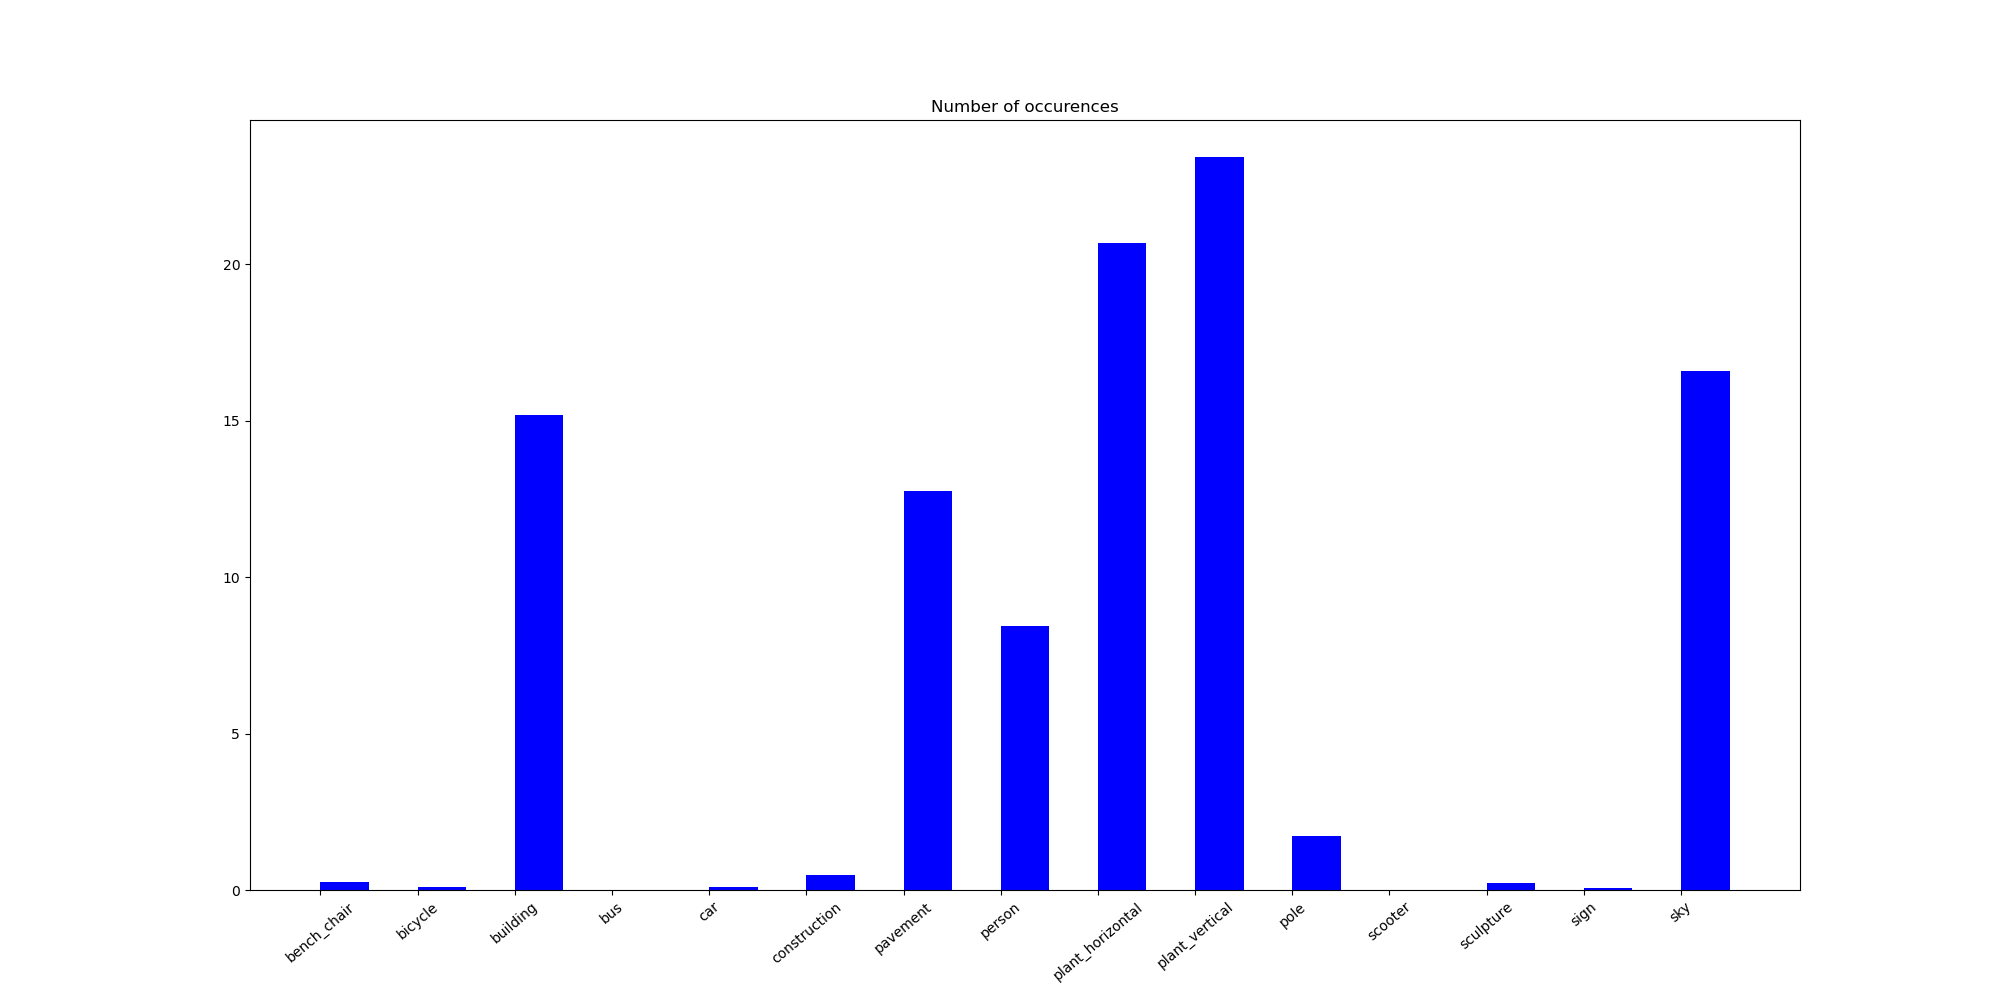 Number of occurences
20
15
10
5
0
bench_chair
bicycle
building
bus
car
construction
pavement
person
plant_horizontal
plant_vertical
pole
scooter
sculpture
sign
sky